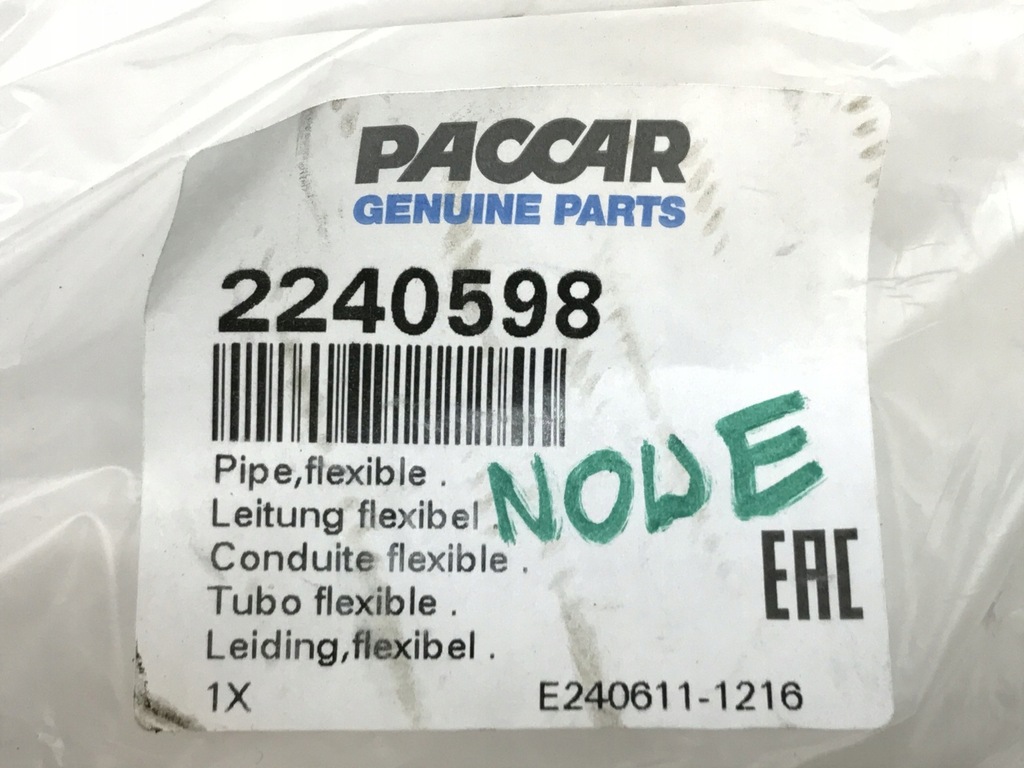 PACCAR
GENUINE PARTS
2240598
Pipe,flexible .
Leitung flexibel .
NOWE
Conduite flexible .
EAC
Tubo flexible .
Leiding,flexibel .
1X E240611-1216